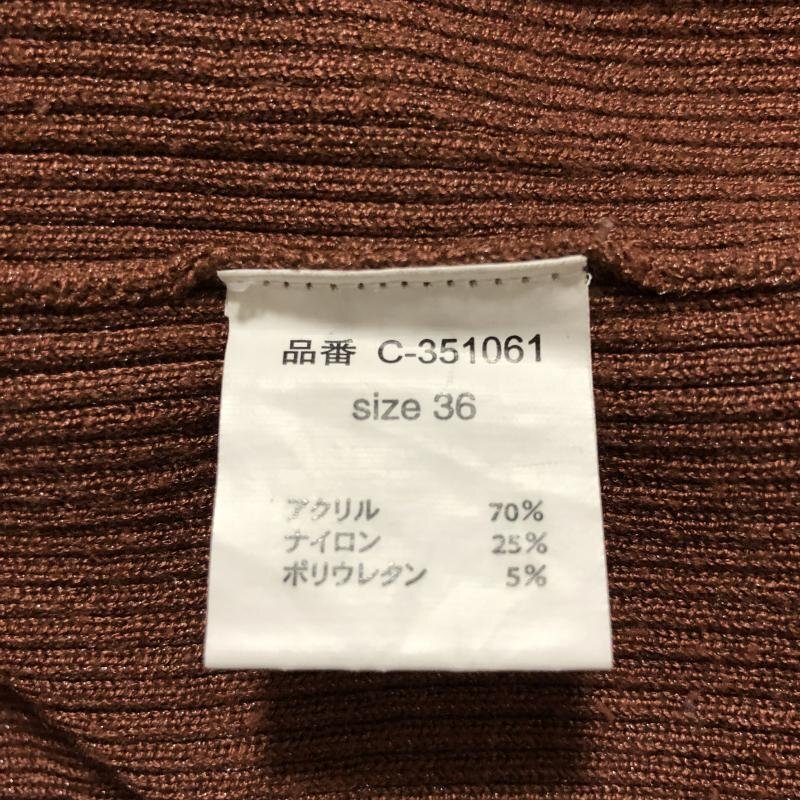 品番 C-351061
size 36
アクリル 70%
ナイロン 25%
ポリウレタン 5%